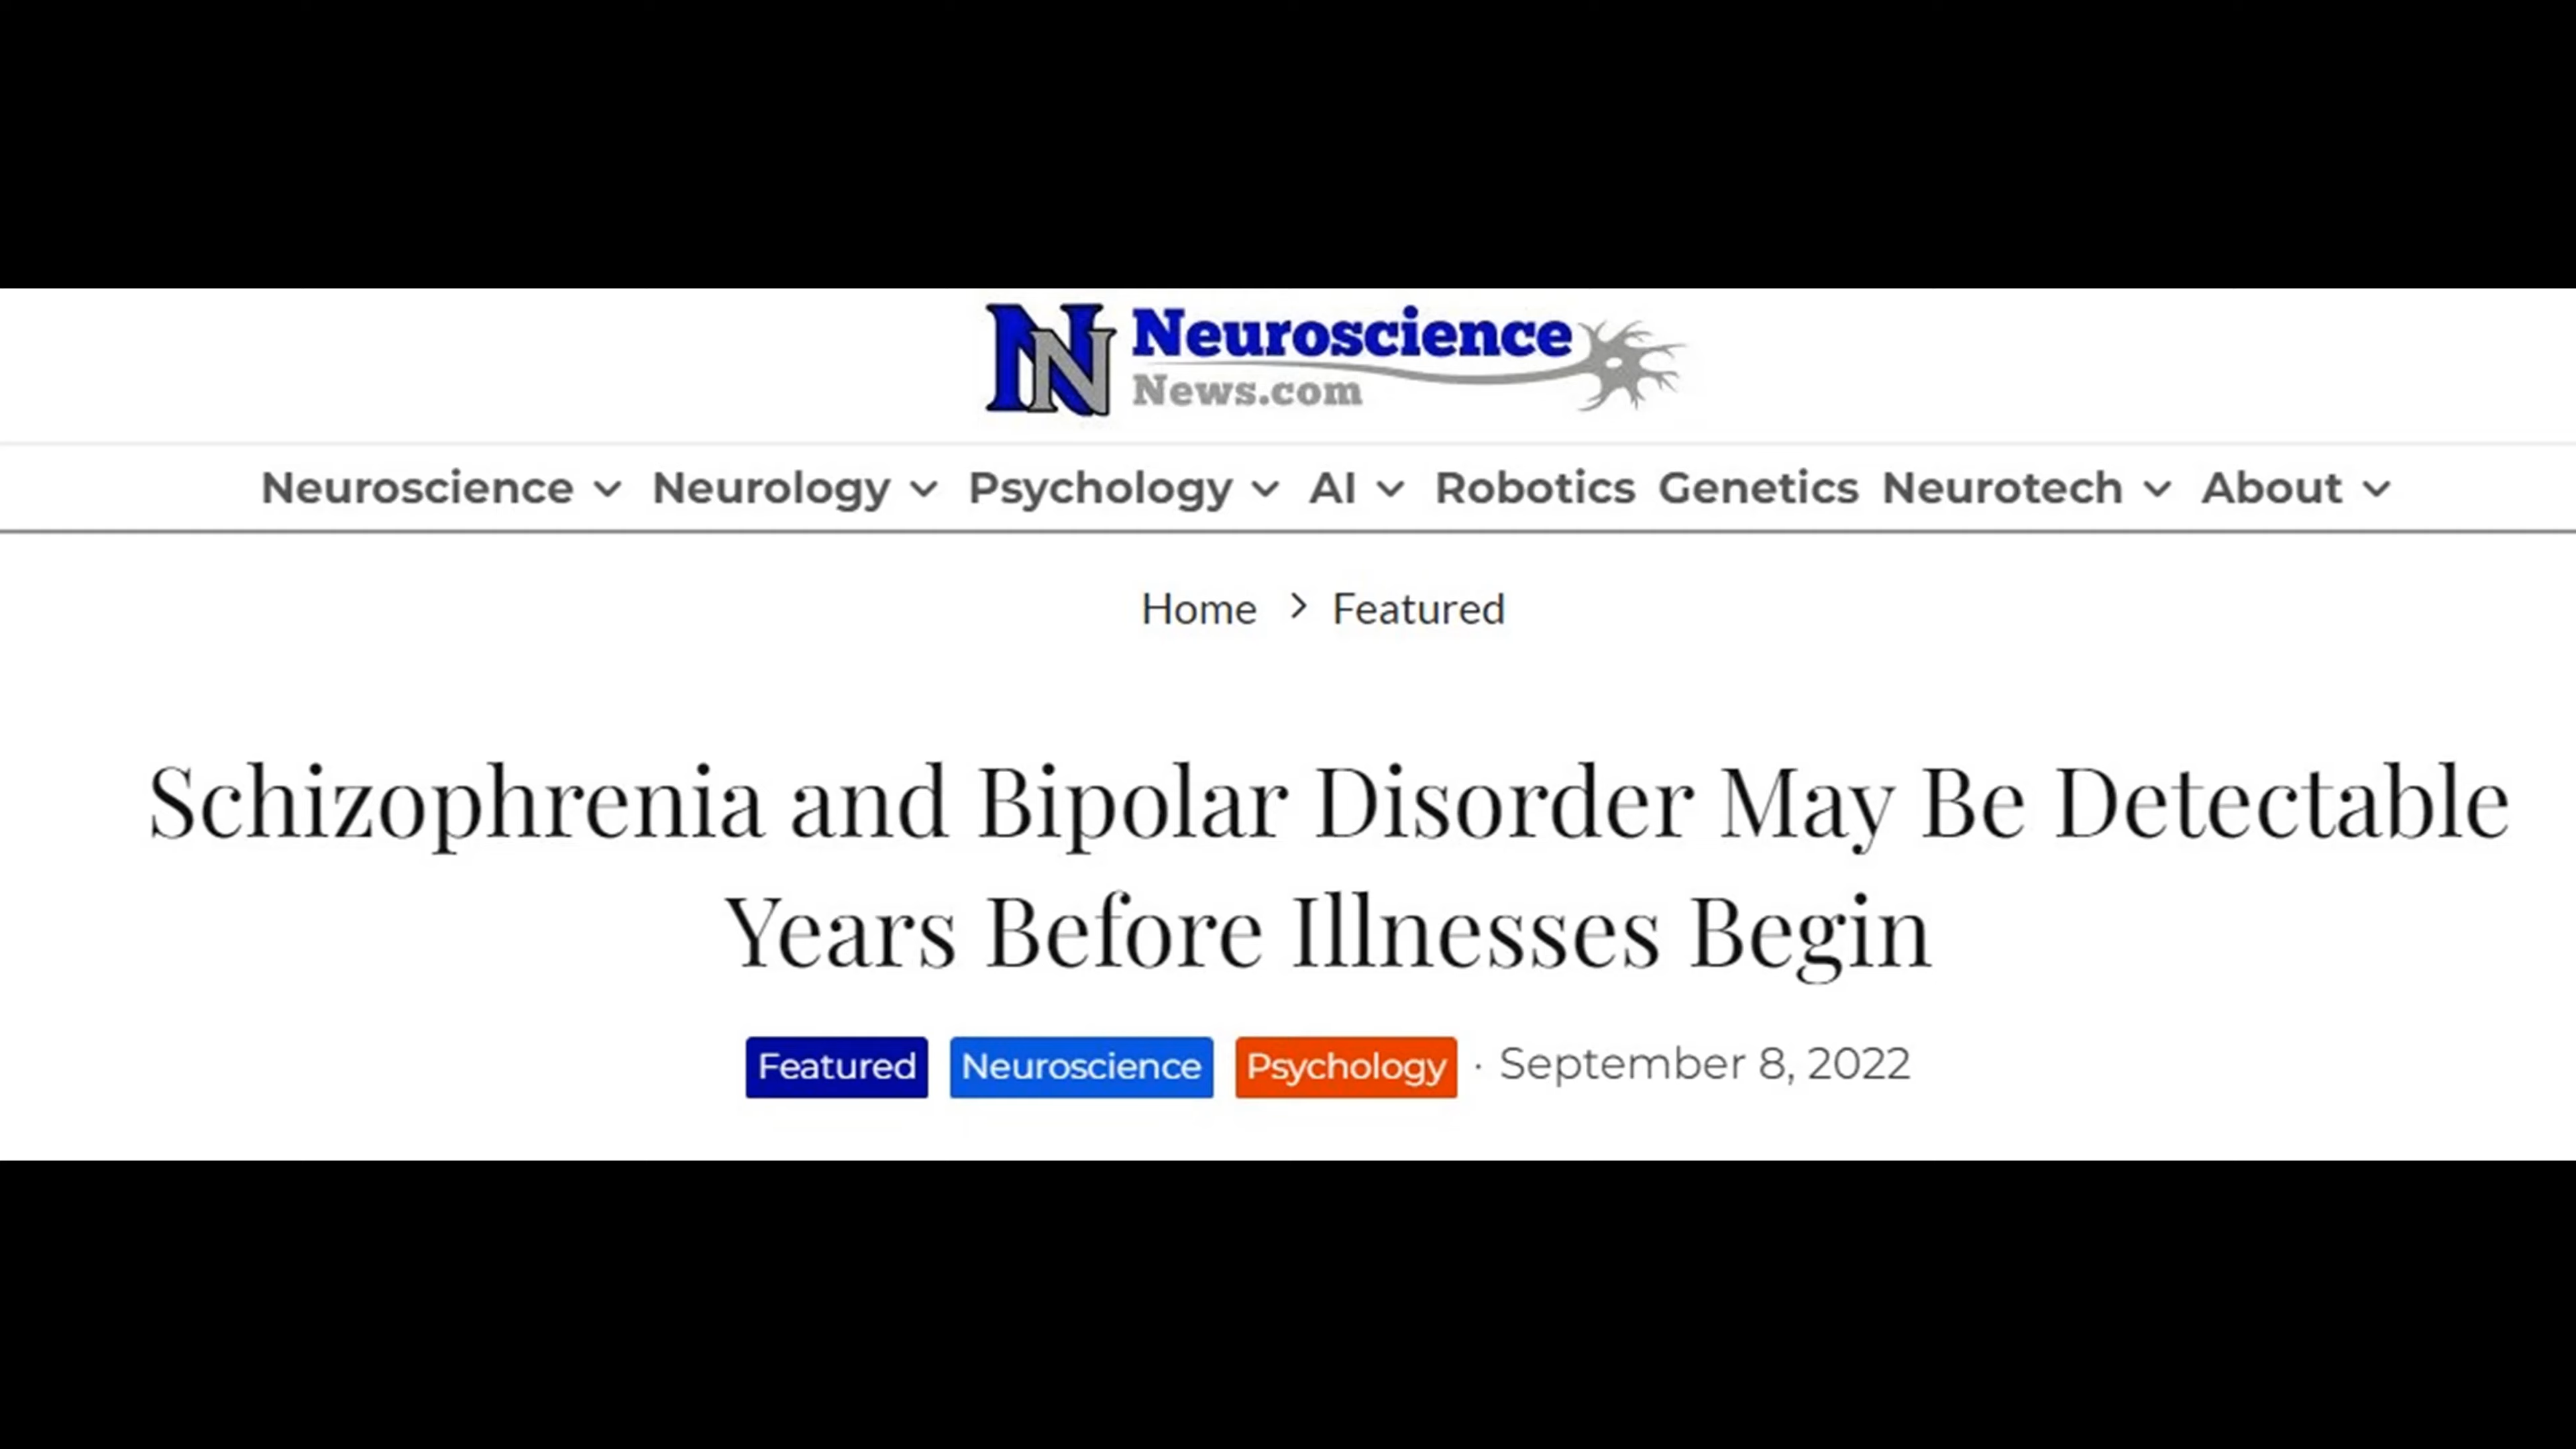 NN Neuroscience
News.com
Neuroscience Neurology Psychology AI Robotics Genetics Neurotech About
Home > Featured
Schizophrenia and Bipolar Disorder May Be Detectable
Years Before Illnesses Begin
Featured Neuroscience Psychology · September 8, 2022